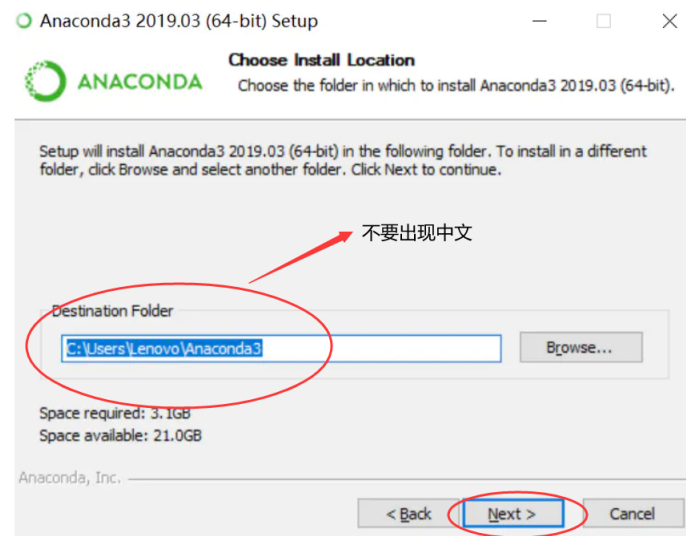 Anaconda3 2019.03 (64-bit) Setup
Choose Install Location
ANACONDA
Choose the folder in which to install Anaconda3 2019.03 (64-bit).
Setup will install Anaconda3 2019.03 (64-bit) in the following folder. To install in a different
folder, click Browse and select another folder. Click Next to continue.
不要出现中文
Destination Folder
C:\Users\Lenovo\Anaconda3
Browse...
Space required: 3.1GB
Space available: 21.0GB
Anaconda, Inc.
< Back
Next >
Cancel